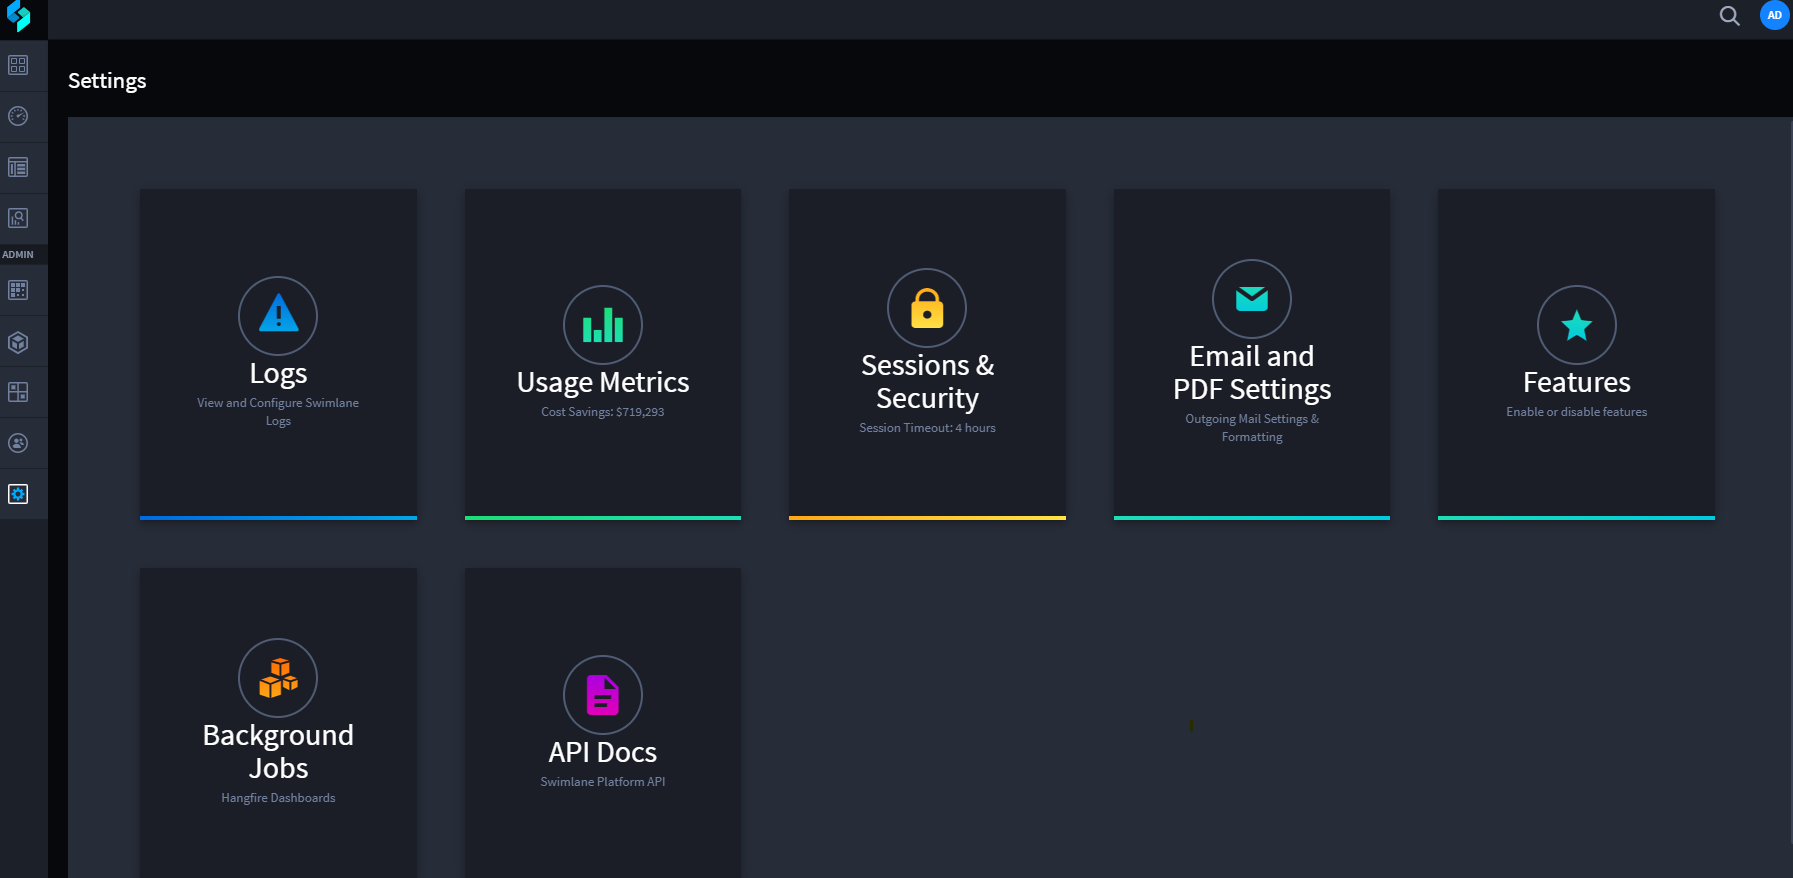 AD
Settings
ADMIN
Logs
View and Configure Swimlane
Logs
Usage Metrics
Cost Savings: $719,293
Sessions &
Security
Session Timeout: 4 hours
Email and
PDF Settings
Outgoing Mail Settings &
Formatting
Features
Enable or disable features
Background
Jobs
Hangfire Dashboards
API Docs
Swimlane Platform API